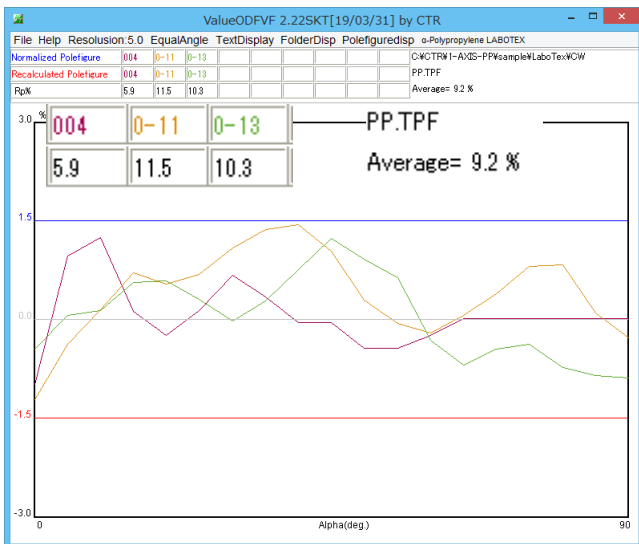 ValueODFVF 2.22SKT[19/03/31] by CTR
File Help Resolusion:5.0 EqualAngle TextDisplay FolderDisp Polefiguredisp α-Polypropylene LABOTEX
Normalized Polefigure 004 0-11 0-13 C:¥CTR¥1-AXIS-PP¥sample¥LaboTex¥CW
Recalculated Polefigure 004 0-11 0-13 PP.TPF
Rp% 5.9 11.5 10.3 Average= 9.2 %
3.0 %
004 0-11 0-13 PP.TPF
5.9 11.5 10.3 Average= 9.2 %
1.5
0.0
-1.5
-3.0
0 Alpha(deg.) 90